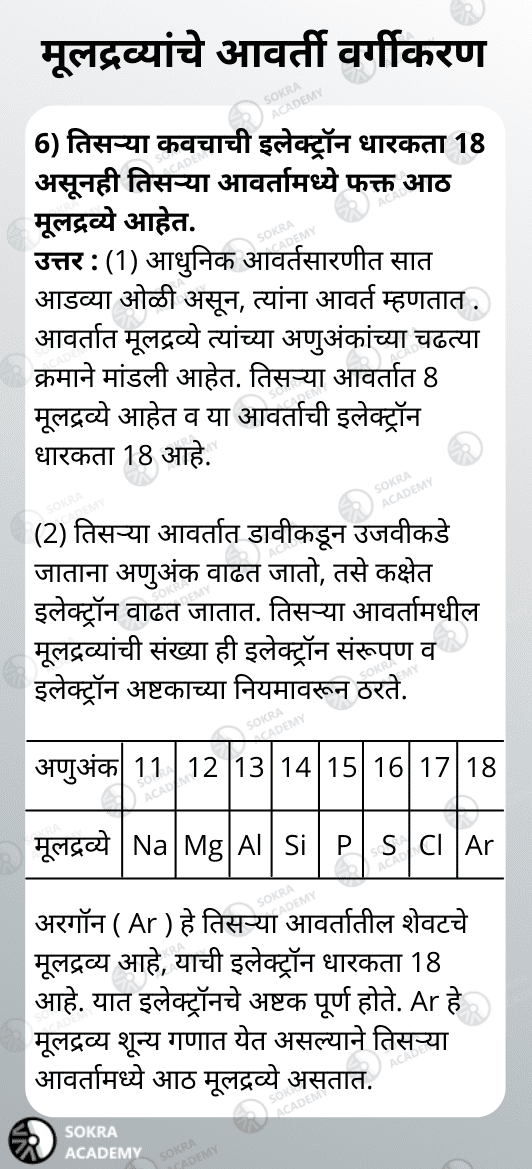 मूलद्रव्यांचे आवर्ती वर्गीकरण
6) तिसऱ्या कवचाची इलेक्ट्रॉन धारकता 18
असूनही तिसऱ्या आवर्तामध्ये फक्त आठ
मूलद्रव्ये आहेत.
उत्तर : (1) आधुनिक आवर्तसारणीत सात
आडव्या ओळी असून, त्यांना आवर्त म्हणतात .
आवर्तात मूलद्रव्ये त्यांच्या अणुअंकांच्या चढत्या
क्रमाने मांडली आहेत. तिसऱ्या आवर्तात 8
मूलद्रव्ये आहेत व या आवर्ताची इलेक्ट्रॉन
धारकता 18 आहे.
(2) तिसऱ्या आवर्तात डावीकडून उजवीकडे
जाताना अणुअंक वाढत जातो, तसे कक्षेत
इलेक्ट्रॉन वाढत जातात. तिसऱ्या आवर्तामधील
मूलद्रव्यांची संख्या ही इलेक्ट्रॉन संरूपण व
इलेक्ट्रॉन अष्टकाच्या नियमावरून ठरते.
अणुअंक 11 12 13 14 15 16 17 18
मूलद्रव्ये Na Mg Al Si P S Cl Ar
अरगॉन ( Ar ) हे तिसऱ्या आवर्तातील शेवटचे
मूलद्रव्य आहे, याची इलेक्ट्रॉन धारकता 18
आहे. यात इलेक्ट्रॉनचे अष्टक पूर्ण होते. Ar हे
मूलद्रव्य शून्य गणात येत असल्याने तिसऱ्या
आवर्तामध्ये आठ मूलद्रव्ये असतात.
SOKRA
ACADEMY